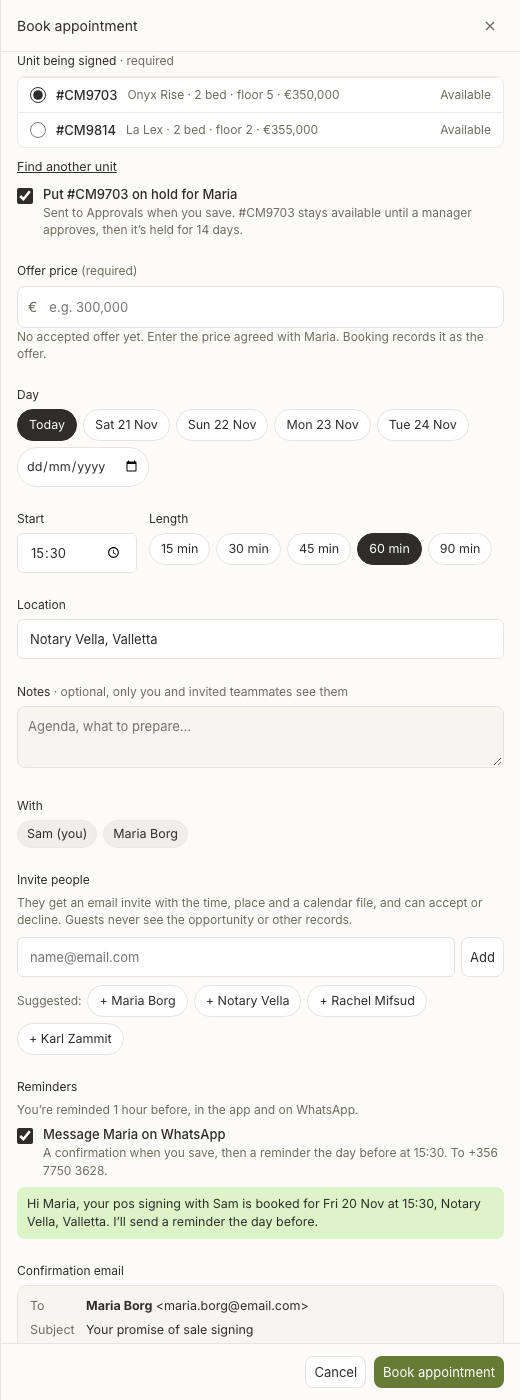 Book appointment
Unit being signed · required
#CM9703 Onyx Rise · 2 bed · floor 5 · €350,000 Available
#CM9814 La Lex · 2 bed · floor 2 · €355,000 Available
Find another unit
Put #CM9703 on hold for Maria
Sent to Approvals when you save. #CM9703 stays available until a manager
approves, then it’s held for 14 days.
Offer price (required)
€ e.g. 300,000
No accepted offer yet. Enter the price agreed with Maria. Booking records it as the
offer.
Day
Today Sat 21 Nov Sun 22 Nov Mon 23 Nov Tue 24 Nov
dd/mm/yyyy
Start Length
15:30 15 min 30 min 45 min 60 min 90 min
Location
Notary Vella, Valletta
Notes · optional, only you and invited teammates see them
Agenda, what to prepare...
With
Sam (you) Maria Borg
Invite people
They get an email invite with the time, place and a calendar file, and can accept or
decline. Guests never see the opportunity or other records.
name@email.com Add
Suggested: + Maria Borg + Notary Vella + Rachel Mifsud
+ Karl Zammit
Reminders
You’re reminded 1 hour before, in the app and on WhatsApp.
Message Maria on WhatsApp
A confirmation when you save, then a reminder the day before at 15:30. To +356
7750 3628.
Hi Maria, your pos signing with Sam is booked for Fri 20 Nov at 15:30, Notary
Vella, Valletta. I’ll send a reminder the day before.
Confirmation email
To Maria Borg <maria.borg@email.com>
Subject Your promise of sale signing
Cancel Book appointment